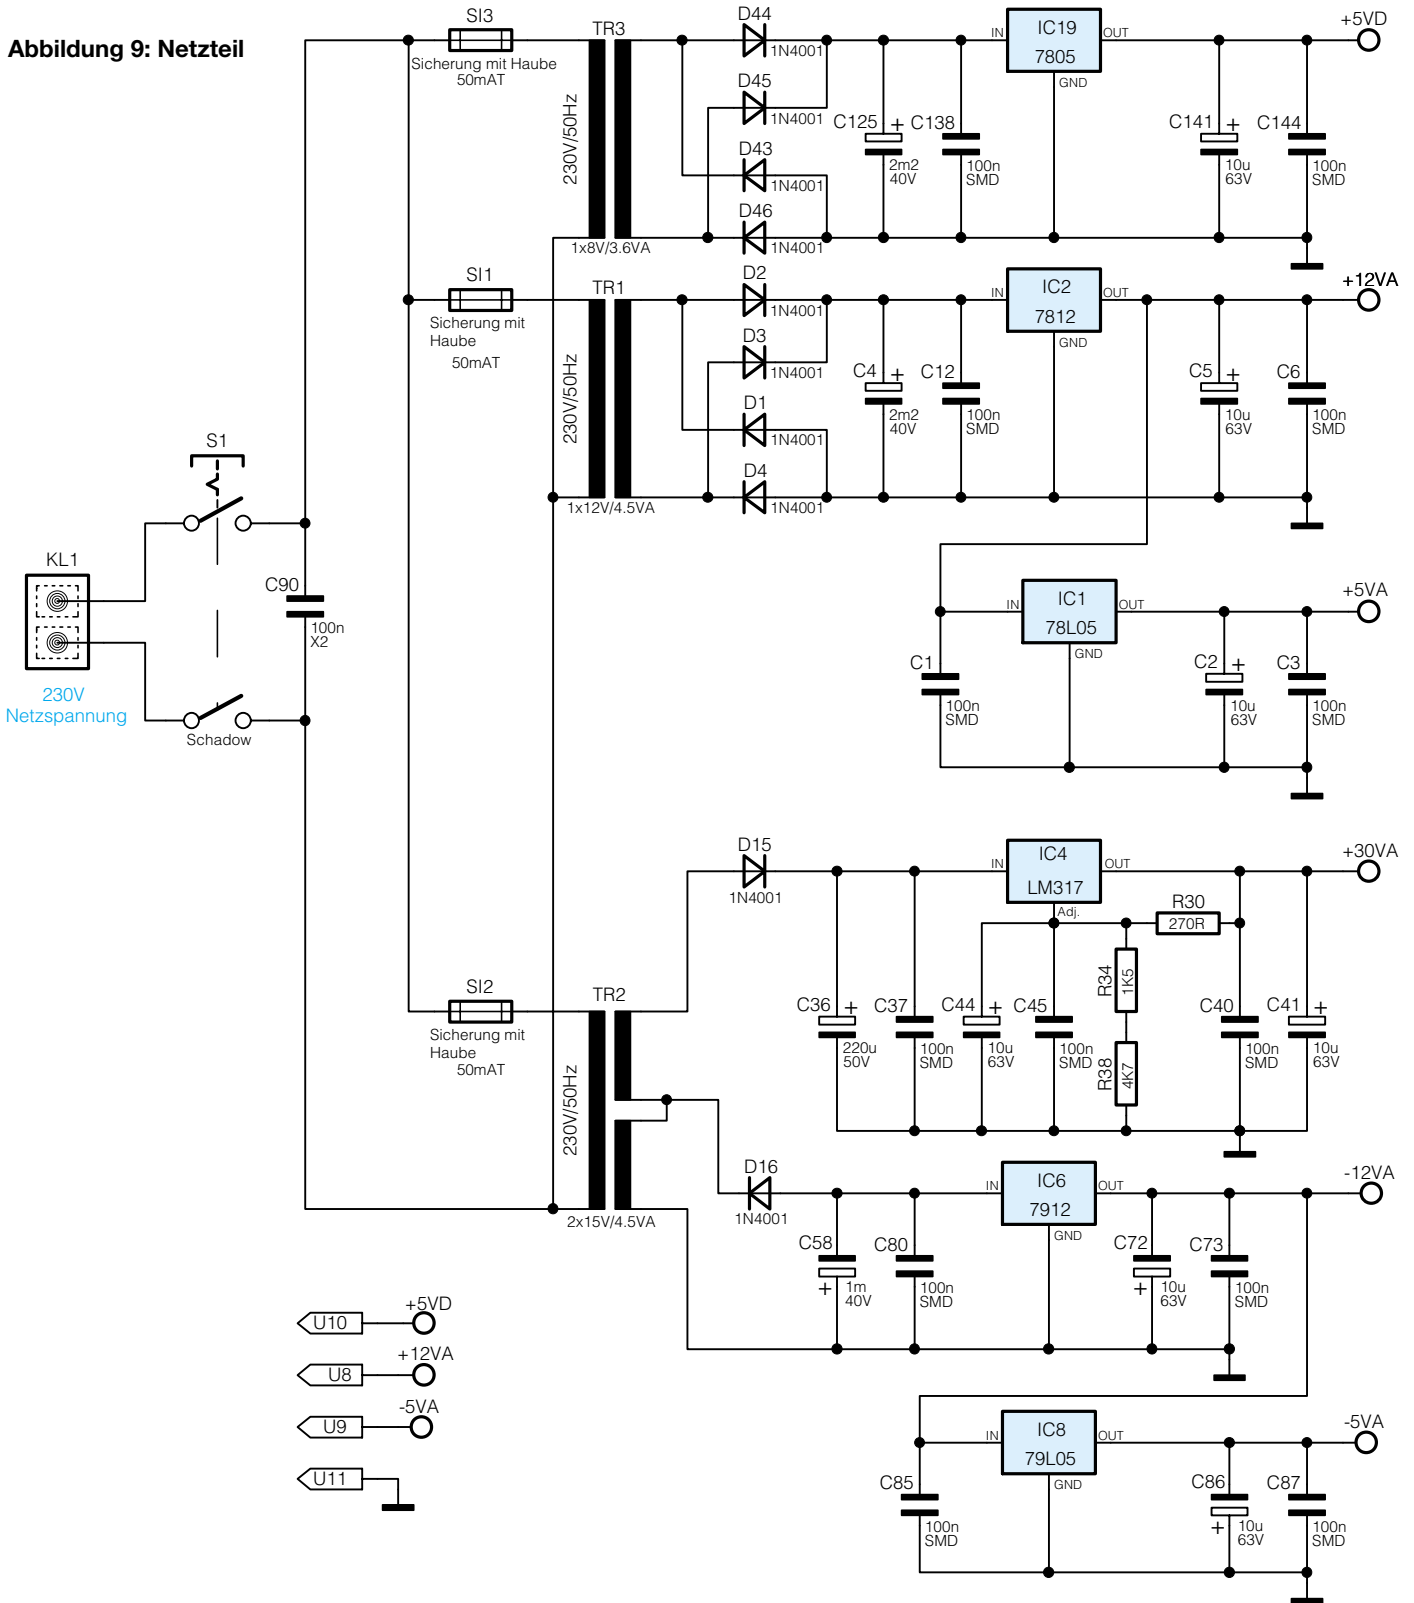 Abbildung 9: Netzteil
SI3
Sicherung mit Haube
50mAT
TR3
230V/50Hz
1x8V/3.6VA
D44
1N4001
D45
1N4001
D43
1N4001
D46
1N4001
C125
+
2m2
40V
C138
100n
SMD
IN
IC19
7805
OUT
GND
C141
+
10u
63V
C144
100n
SMD
+5VD
SI1
Sicherung mit
Haube
50mAT
TR1
230V/50Hz
1x12V/4.5VA
D2
1N4001
D3
1N4001
D1
1N4001
D4
1N4001
C4
+
2m2
40V
C12
100n
SMD
IN
IC2
7812
OUT
GND
C5
+
10u
63V
C6
100n
SMD
+12VA
S1
KL1
230V
Netzspannung
Schadow
C90
100n
X2
C1
100n
SMD
IN
IC1
78L05
OUT
GND
C2
+
10u
63V
C3
100n
SMD
+5VA
SI2
Sicherung mit
Haube
50mAT
TR2
230V/50Hz
2x15V/4.5VA
D15
1N4001
C36
+
220u
50V
C37
100n
SMD
IN
IC4
LM317
OUT
Adj.
C44
+
10u
63V
C45
100n
SMD
R34
1K5
R38
4K7
R30
270R
C40
100n
SMD
C41
+
10u
63V
+30VA
D16
1N4001
C58
+
1m
40V
C80
100n
SMD
IN
IC6
7912
OUT
GND
C72
+
10u
63V
C73
100n
SMD
-12VA
U10
+5VD
U8
+12VA
U9
-5VA
U11
C85
100n
SMD
IN
IC8
79L05
OUT
GND
C86
+
10u
63V
C87
100n
SMD
-5VA